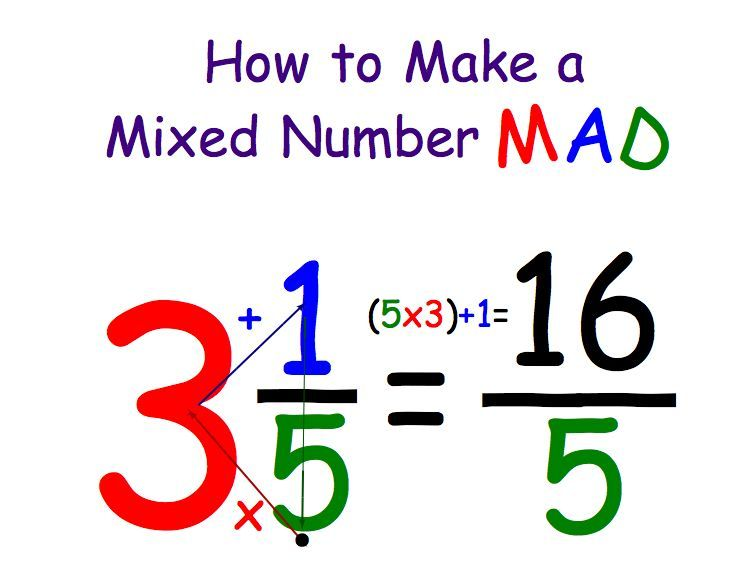 How to Make a
Mixed Number MAD
3 + 1/5 (5x3)+1= 16/5
x =